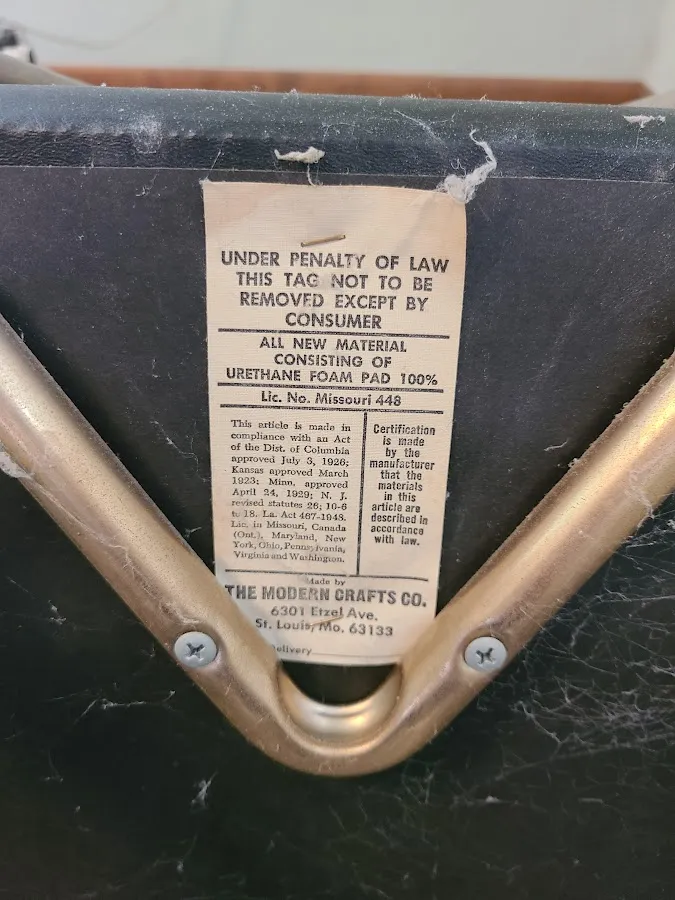 UNDER PENALTY OF LAW
THIS TAG NOT TO BE
REMOVED EXCEPT BY
CONSUMER
ALL NEW MATERIAL
CONSISTING OF
URETHANE FOAM PAD 100%
Lic. No. Missouri 448
This article is made in
compliance with an Act
of the Dist. of Columbia
approved July 3, 1926;
Kansas approved March
1923; Minn. approved
April 24, 1929; N. J.
revised statutes 26; 10-6
to 18. La. Act 467-1948.
Lic. in Missouri, Canada
(Ont.), Maryland, New
York, Ohio, Pennsylvania,
Virginia and Washington.
Certification
is made
by the
manufacturer
that the
materials
in this
article are
described in
accordance
with law.
Made by
THE MODERN CRAFTS CO.
6301 Etzel Ave.
St. Louis, Mo. 63133
elivery